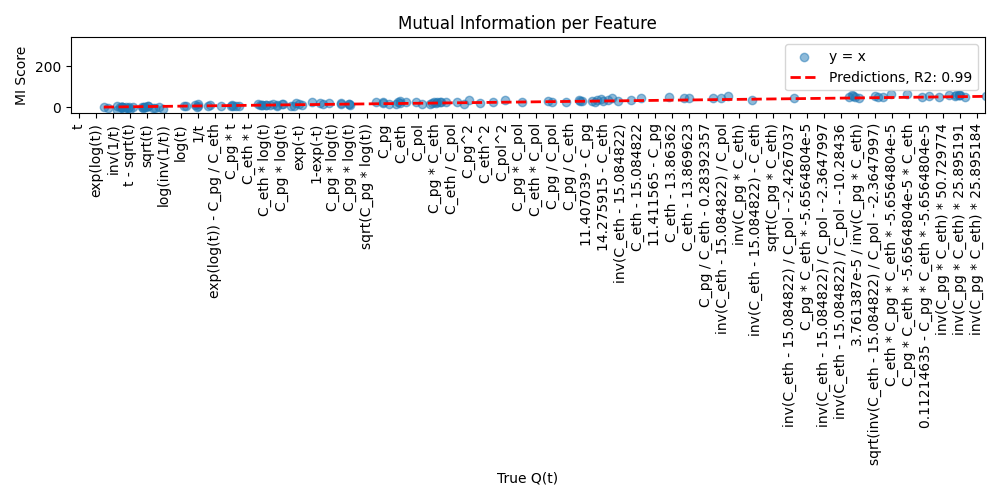 Mutual Information per Feature
MI Score
200
0
y = x
Predictions, R2: 0.99
t
exp(log(t))
inv(1/t)
t - sqrt(t)
sqrt(t)
log(inv(1/t))
log(t)
1/t
exp(log(t)) - C_pg / C_eth
C_pg * t
C_eth * t
C_eth * log(t)
C_pg * log(t)
exp(-t)
1-exp(-t)
C_pg * log(t)
C_pg * log(t)
sqrt(C_pg * log(t))
C_pg
C_eth
C_pol
C_pg * C_eth
C_eth / C_pol
C_pg^2
C_eth^2
C_pol^2
C_pg * C_pol
C_eth * C_pol
C_pg / C_pol
C_pg / C_eth
11.407039 - C_pg
14.275915 - C_eth
inv(C_eth - 15.084822)
C_eth - 15.084822
11.411565 - C_pg
C_eth - 13.86362
C_eth - 13.869623
C_pg / C_eth - 0.28392357
inv(C_eth - 15.084822) / C_pol
inv(C_pg * C_eth)
inv(C_eth - 15.084822) - C_eth
sqrt(C_pg * C_eth)
inv(C_eth - 15.084822) / C_pol - -2.4267037
C_pg * C_eth * -5.6564804e-5
inv(C_eth - 15.084822) / C_pol - -2.3647997
inv(C_eth - 15.084822) / C_pol - -10.28436
3.761387e-5 / inv(C_pg * C_eth)
sqrt(inv(C_eth - 15.084822) / C_pol - -2.3647997)
C_eth * C_pg * -5.6564804e-5
C_pg * C_eth * -5.6564804e-5 * C_eth
0.11214635 - C_pg * C_eth * -5.6564804e-5
inv(C_pg * C_eth) * 50.729774
inv(C_pg * C_eth) * 25.895191
inv(C_pg * C_eth) * 25.895184
True Q(t)